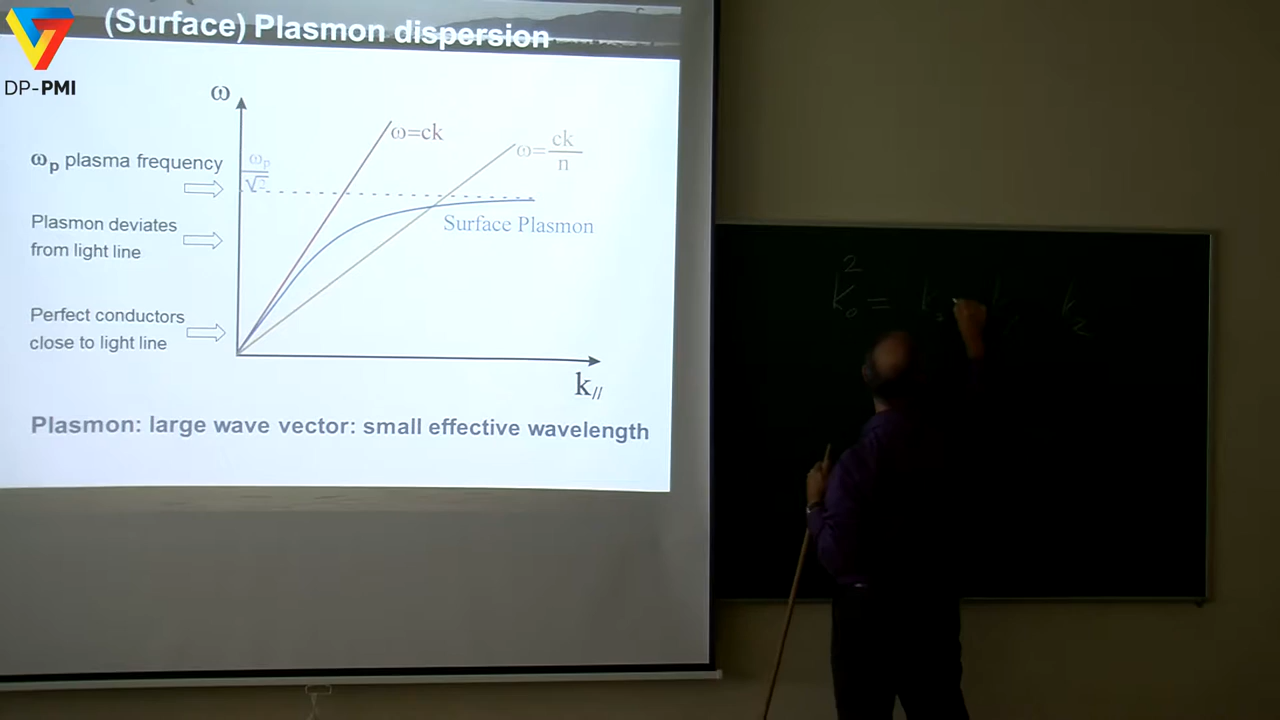 (Surface) Plasmon dispersion
DP-PMI
ω
ω=ck
ω=ck/n
ωp plasma frequency
ωp/√2
Plasmon deviates
from light line
Surface Plasmon
Perfect conductors
close to light line
k//
Plasmon: large wave vector: small effective wavelength
k₀² =
k₂